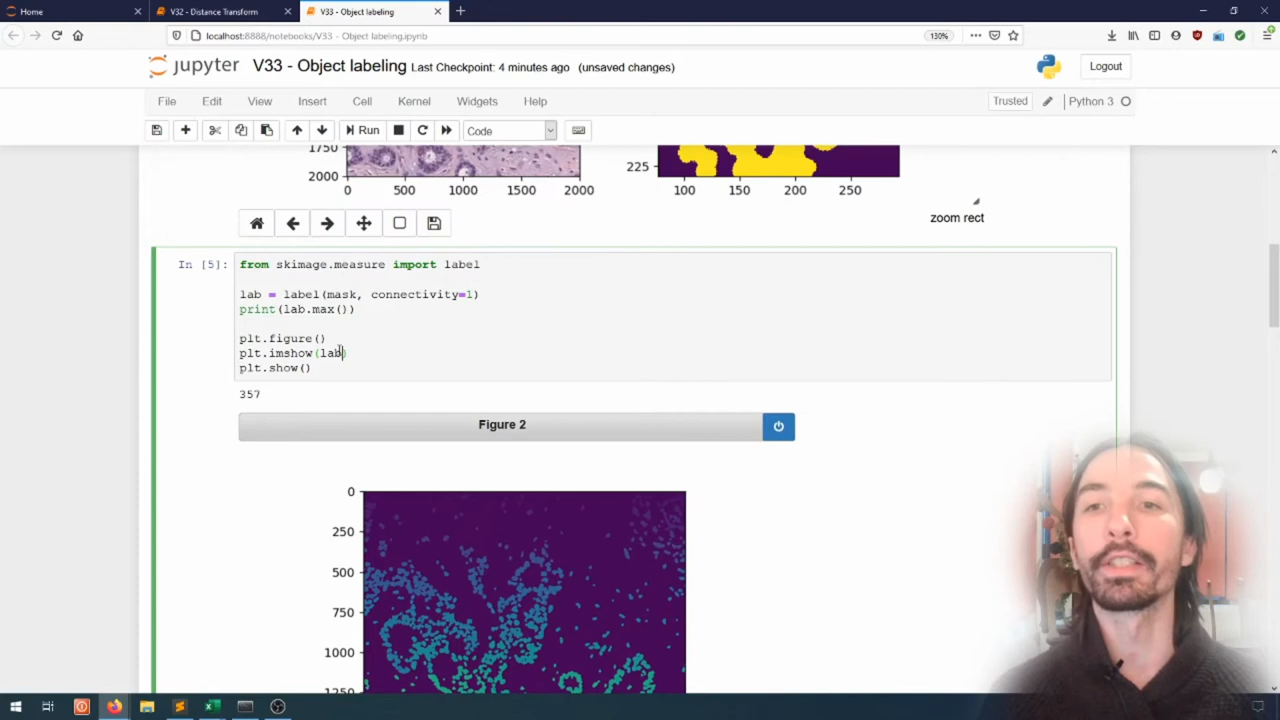 Home
V32 - Distance Transform
V33 - Object labeling
localhost:8888/notebooks/V33 - Object labeling.ipynb
130%
jupyter V33 - Object labeling Last Checkpoint: 4 minutes ago (unsaved changes)
Logout
File Edit View Insert Cell Kernel Widgets Help
Trusted Python 3
Run Code
1750
2000
0 500 1000 1500 2000
225
100 150 200 250
zoom rect
In [5]:
from skimage.measure import label
lab = label(mask, connectivity=1)
print(lab.max())
plt.figure()
plt.imshow(lab)
plt.show()
357
Figure 2
0
250
500
750
1000
1250